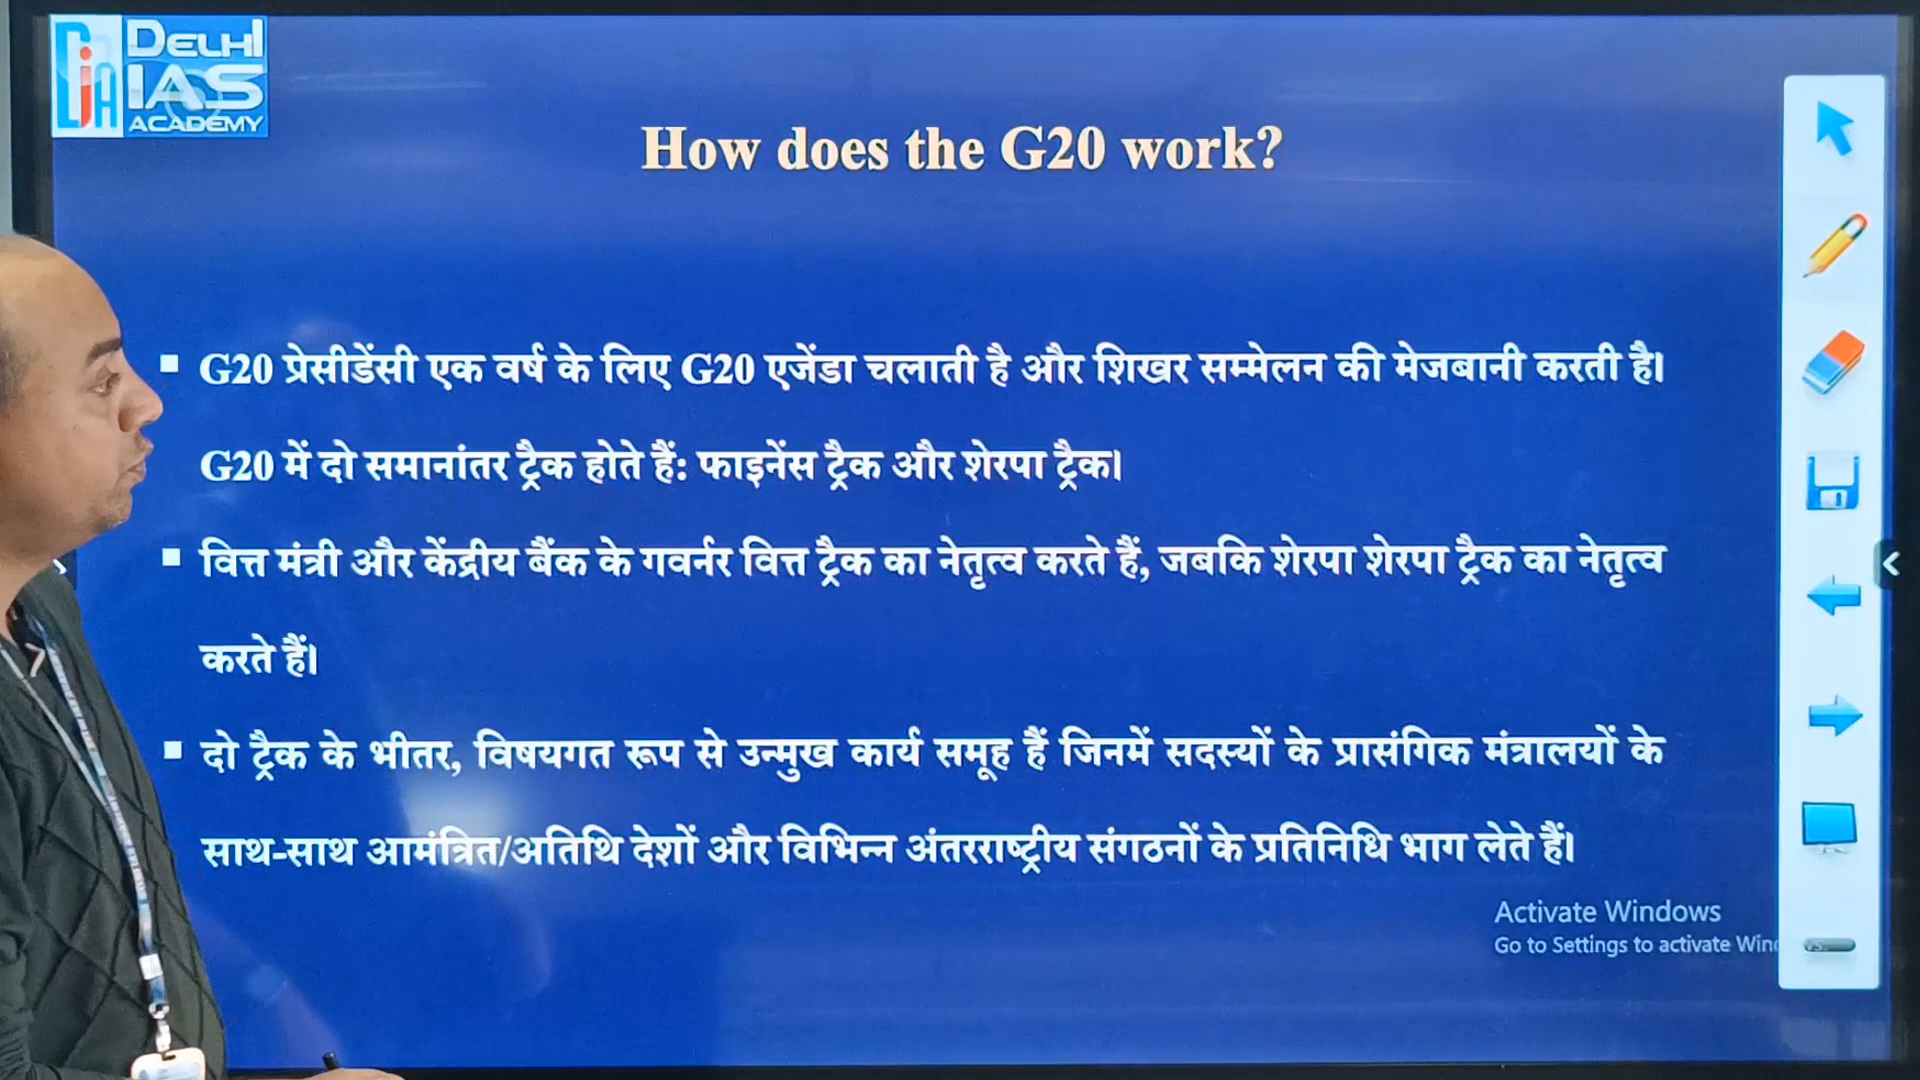 DELHI
IAS
ACADEMY
How does the G20 work?
G20 प्रेसीडेंसी एक वर्ष के लिए G20 एजेंडा चलाती है और शिखर सम्मेलन की मेजबानी करती है।
G20 में दो समानांतर ट्रैक होते हैं: फाइनेंस ट्रैक और शेरपा ट्रैक।
वित्त मंत्री और केंद्रीय बैंक के गवर्नर वित्त ट्रैक का नेतृत्व करते हैं, जबकि शेरपा शेरपा ट्रैक का नेतृत्व
करते हैं।
दो ट्रैक के भीतर, विषयगत रूप से उन्मुख कार्य समूह हैं जिनमें सदस्यों के प्रासंगिक मंत्रालयों के
साथ-साथ आमंत्रित/अतिथि देशों और विभिन्न अंतरराष्ट्रीय संगठनों के प्रतिनिधि भाग लेते हैं।
Activate Windows
Go to Settings to activate Windows.